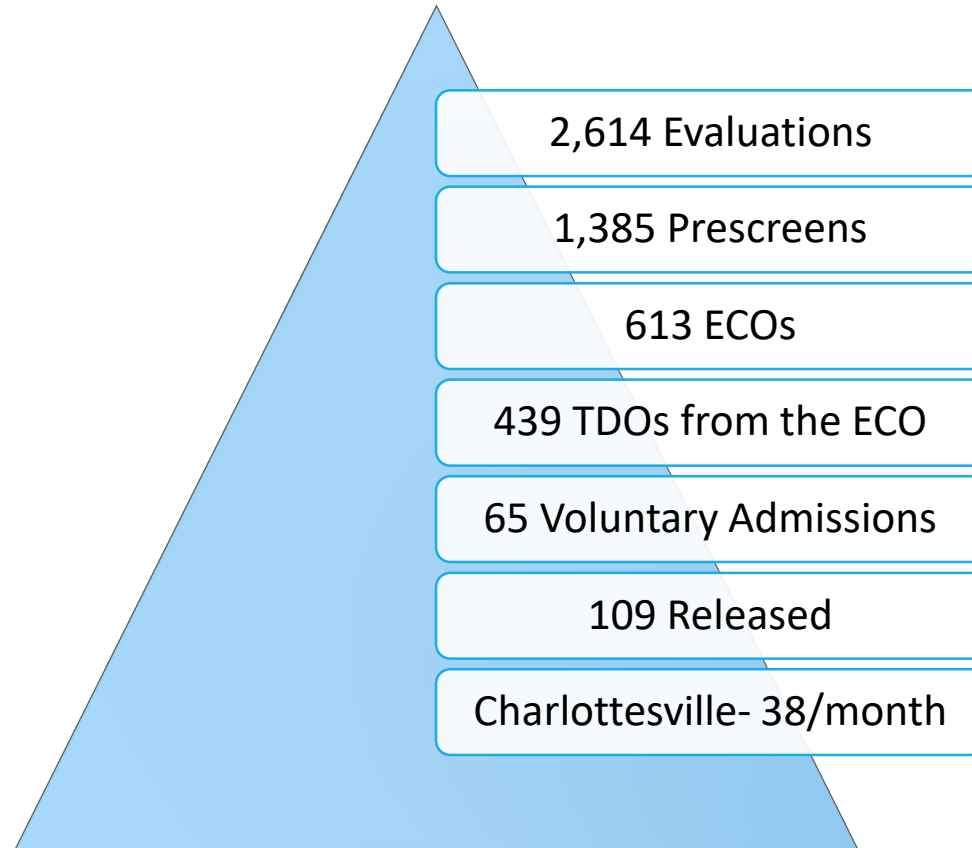 2,614 Evaluations
1,385 Prescreens
613 ECOs
439 TDOs from the ECO
65 Voluntary Admissions
109 Released
Charlottesville- 38/month